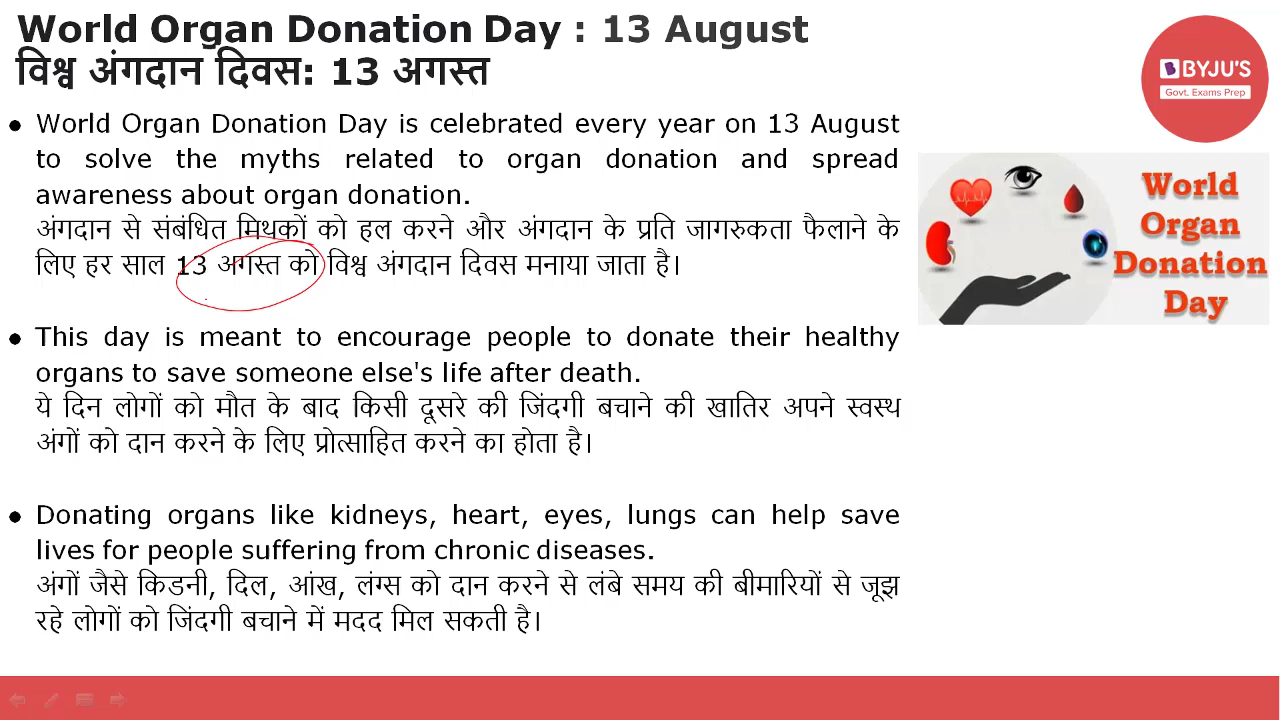 World Organ Donation Day : 13 August
विश्व अंगदान दिवस: 13 अगस्त
BYJU'S
Govt. Exams Prep
● World Organ Donation Day is celebrated every year on 13 August
to solve the myths related to organ donation and spread
awareness about organ donation.
अंगदान से संबंधित मिथकों को हल करने और अंगदान के प्रति जागरुकता फैलाने के
लिए हर साल 13 अगस्त को विश्व अंगदान दिवस मनाया जाता है।
World
Organ
Donation
Day
● This day is meant to encourage people to donate their healthy
organs to save someone else's life after death.
ये दिन लोगों को मौत के बाद किसी दूसरे की जिंदगी बचाने की खातिर अपने स्वस्थ
अंगों को दान करने के लिए प्रोत्साहित करने का होता है।
● Donating organs like kidneys, heart, eyes, lungs can help save
lives for people suffering from chronic diseases.
अंगों जैसे किडनी, दिल, आंख, लंग्स को दान करने से लंबे समय की बीमारियों से जूझ
रहे लोगों को जिंदगी बचाने में मदद मिल सकती है।